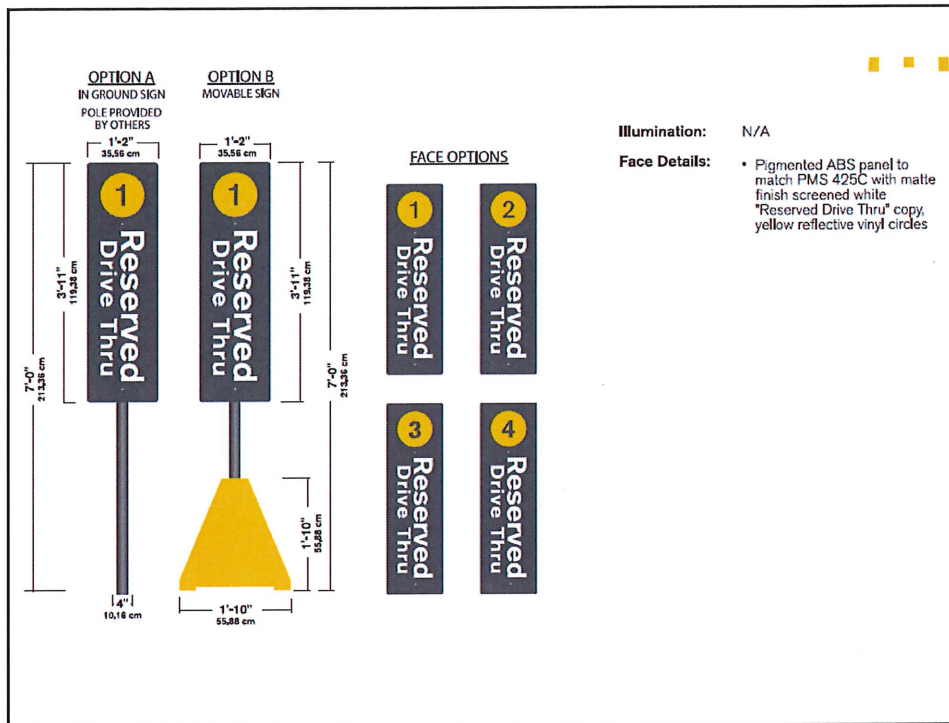 OPTION A
IN GROUND SIGN
POLE PROVIDED
BY OTHERS
1'-2"
35,56 cm
1
Reserved
Drive Thru
3'-11"
119,38 cm
7'-0"
213,36 cm
4"
10,16 cm
OPTION B
MOVABLE SIGN
1'-2"
35,56 cm
1
Reserved
Drive Thru
3'-11"
119,38 cm
7'-0"
213,36 cm
1'-10"
55,88 cm
1'-10"
55,88 cm
FACE OPTIONS
1
Reserved
Drive Thru
2
Reserved
Drive Thru
3
Reserved
Drive Thru
4
Reserved
Drive Thru
Illumination: N/A
Face Details: • Pigmented ABS panel to
match PMS 425C with matte
finish screened white
"Reserved Drive Thru" copy,
yellow reflective vinyl circles